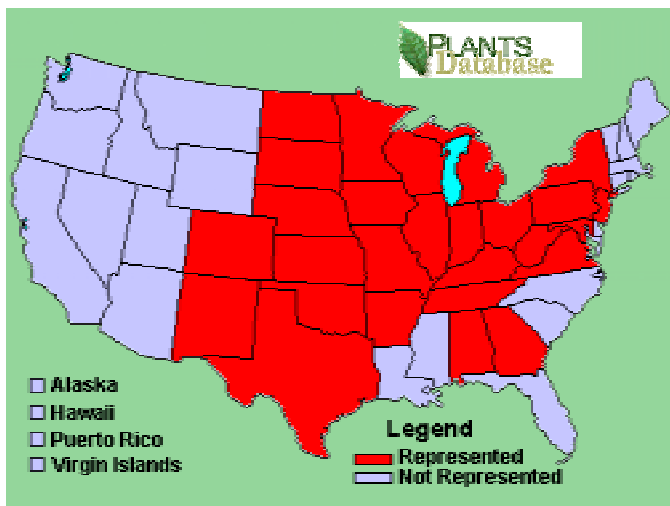 PLANTS
Database
Alaska
Hawaii
Puerto Rico
Virgin Islands
Legend
Represented
Not Represented